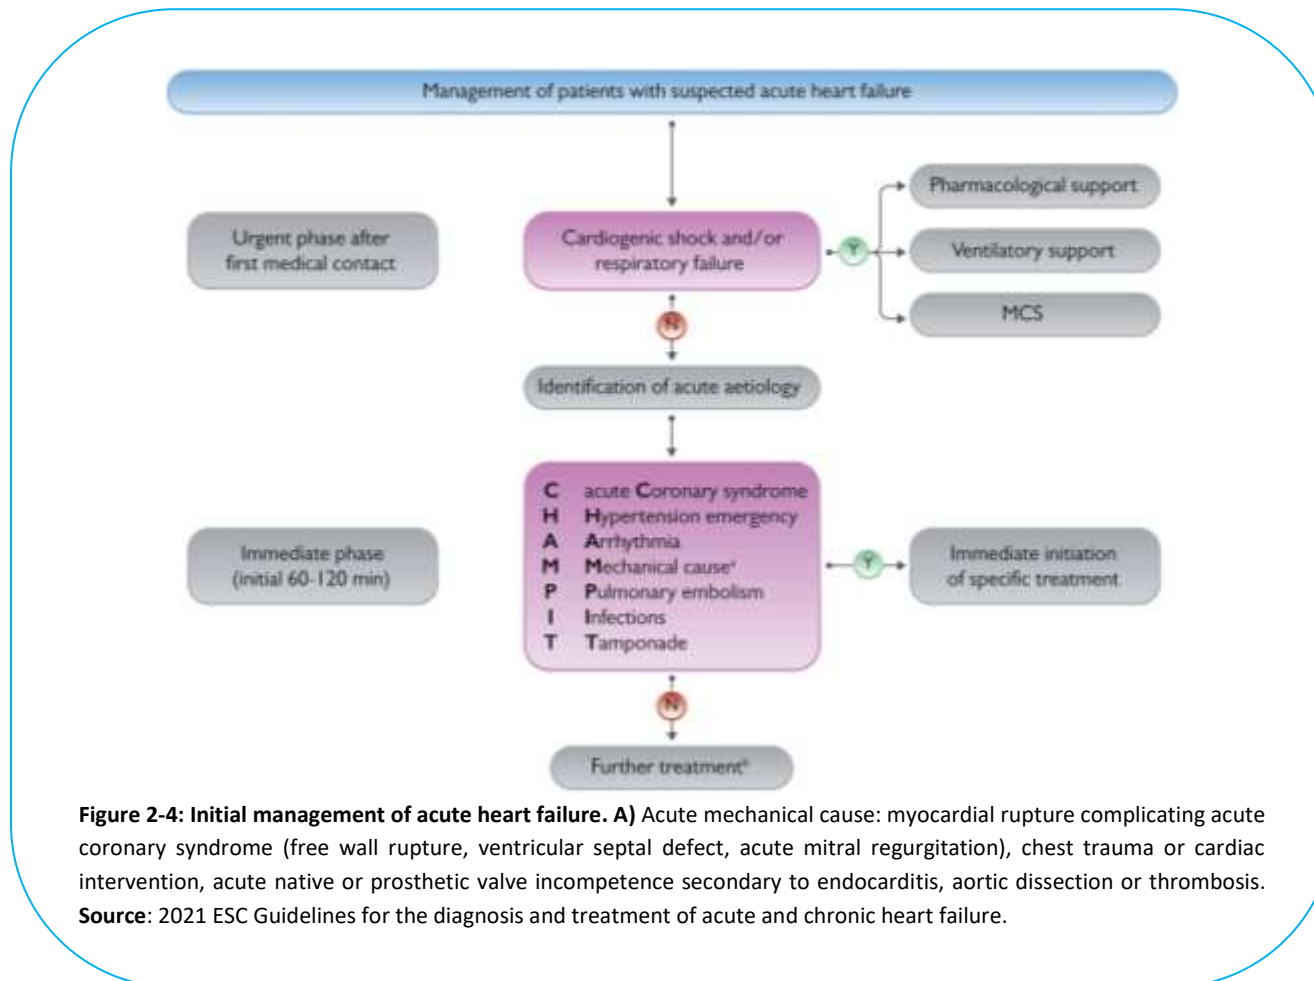 Management of patients with suspected acute heart failure
Urgent phase after
first medical contact
Cardiogenic shock and/or
respiratory failure
Y
Pharmacological support
Ventilatory support
MCS
N
Identification of acute aetiology
Immediate phase
(initial 60-120 min)
C acute Coronary syndrome
H Hypertension emergency
A Arrhythmia
M Mechanical causeᵃ
P Pulmonary embolism
I Infections
T Tamponade
Y
Immediate initiation
of specific treatment
N
Further treatmentᵇ
Figure 2-4: Initial management of acute heart failure. A) Acute mechanical cause: myocardial rupture complicating acute
coronary syndrome (free wall rupture, ventricular septal defect, acute mitral regurgitation), chest trauma or cardiac
intervention, acute native or prosthetic valve incompetence secondary to endocarditis, aortic dissection or thrombosis.
Source: 2021 ESC Guidelines for the diagnosis and treatment of acute and chronic heart failure.